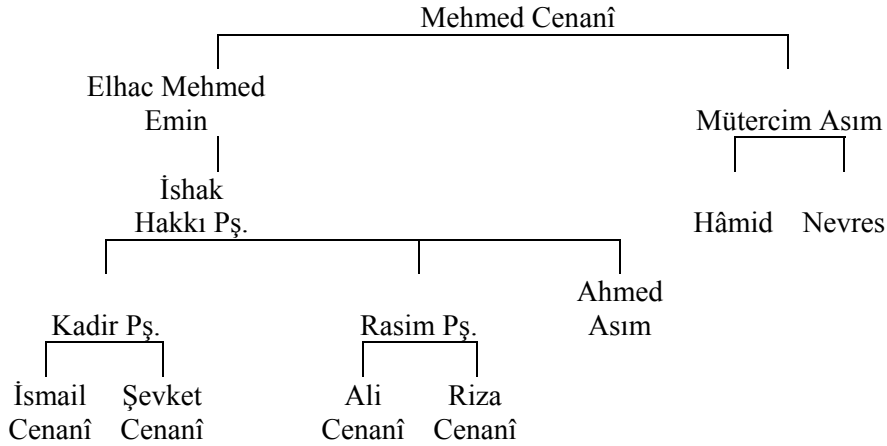 Mehmed Cenanî
Elhac Mehmed
Emin
Mütercim Asım
İshak
Hakkı Pş.
Hâmid Nevres
Ahmed
Asım
Kadir Pş.
Rasim Pş.
İsmail
Cenanî
Şevket
Cenanî
Ali
Cenanî
Riza
Cenanî